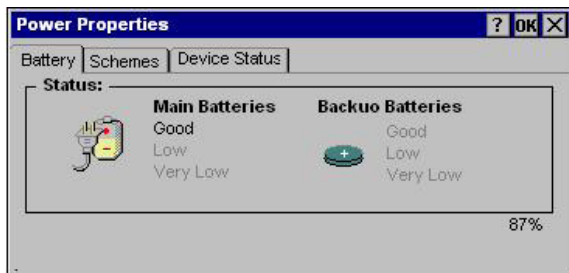 Power Properties ? OK X
Battery Schemes Device Status
Status:
Main Batteries Backuo Batteries
Good Good
Low Low
Very Low Very Low
87%